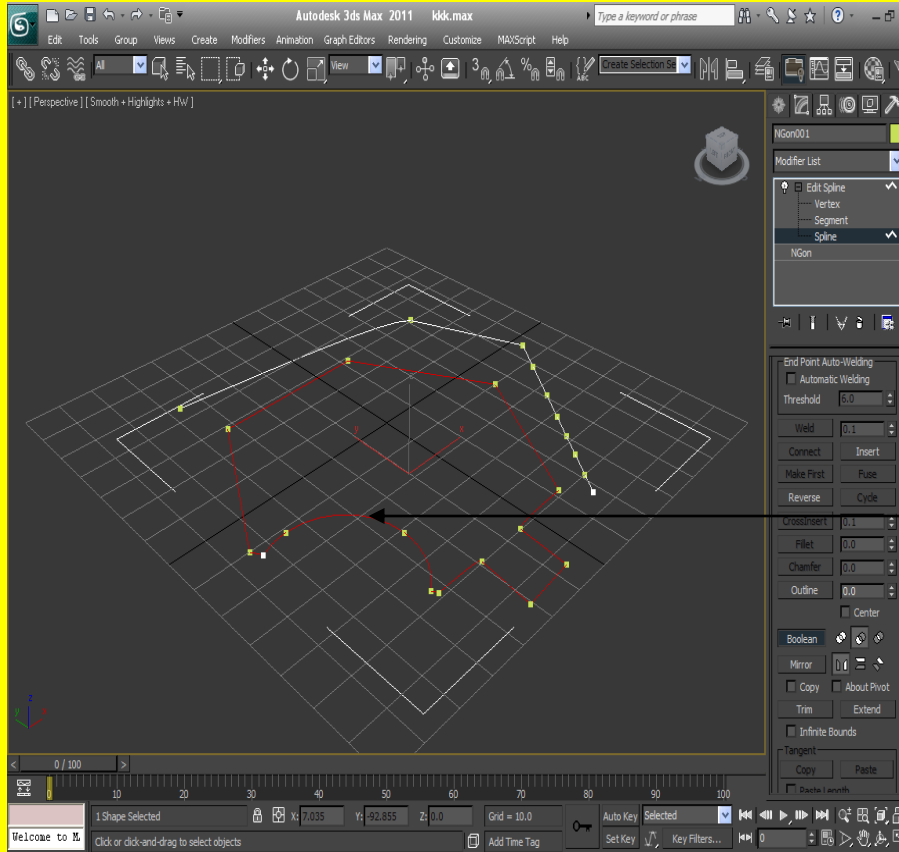 Autodesk 3ds Max 2011 kkk.max
Type a keyword or phrase
Edit Tools Group Views Create Modifiers Animation Graph Editors Rendering Customize MAXScript Help
All
View
3
ABC
Create Selection Se
[ + ] [ Perspective ] [ Smooth + Highlights + HW ]
NGon001
Modifier List
Edit Spline
Vertex
Segment
Spline
NGon
End Point Auto-Welding
Automatic Welding
Threshold 6.0
Weld 0.1
Connect Insert
Make First Fuse
Reverse Cycle
CrossInsert 0.1
Fillet 0.0
Chamfer 0.0
Outline 0.0
Center
Boolean
Mirror
Copy About Pivot
Trim Extend
Infinite Bounds
Tangent
Copy Paste
Paste Length
y x
z
y
< 0 / 100 >
0 10 20 30 40 50 60 70 80 90 100
1 Shape Selected X: 7.035 Y: -92.855 Z: 0.0 Grid = 10.0 Auto Key Selected
Welcome to M Click or click-and-drag to select objects Add Time Tag Set Key Key Filters... 0